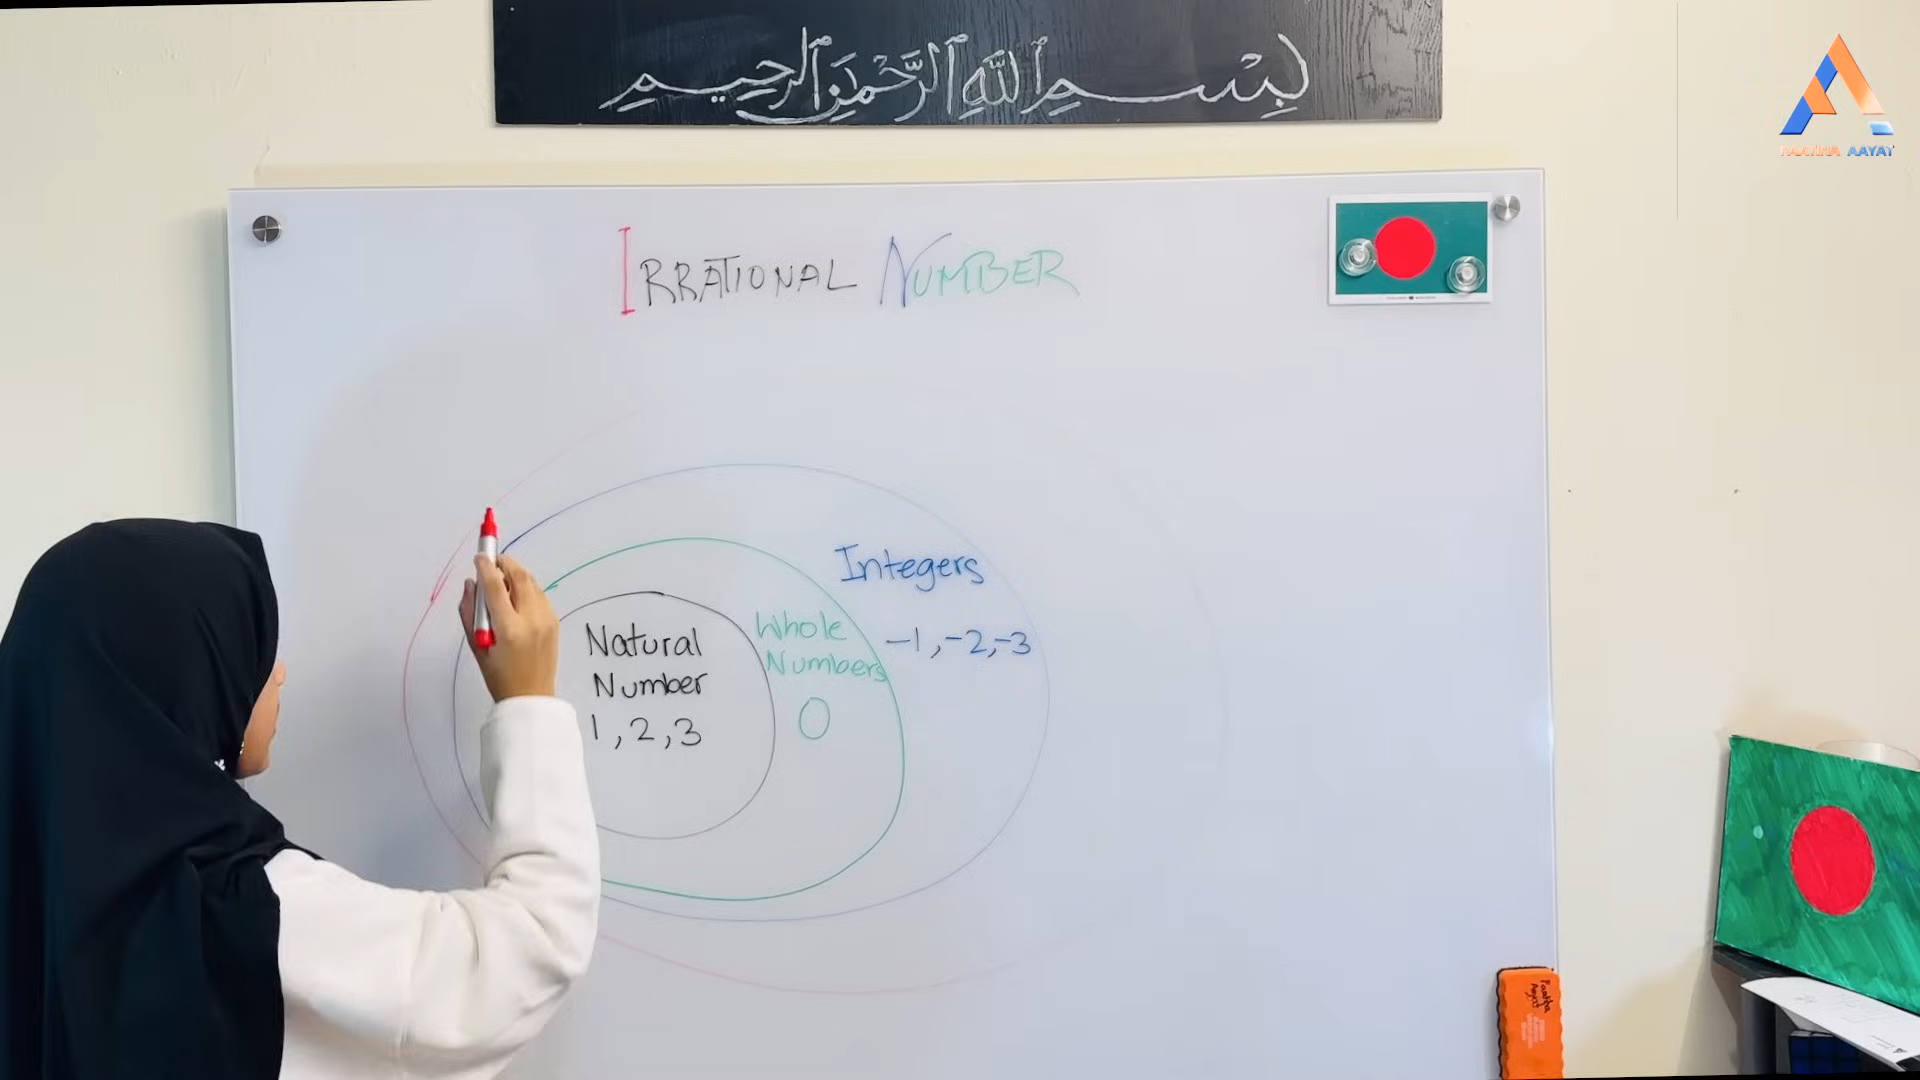 بِسْمِ اللَّهِ الرَّحْمَٰنِ الرَّحِيمِ
AAYAT
IRRATIONAL NUMBER
Integers
-1, -2, -3
Whole
Numbers
0
Natural
Number
1, 2, 3